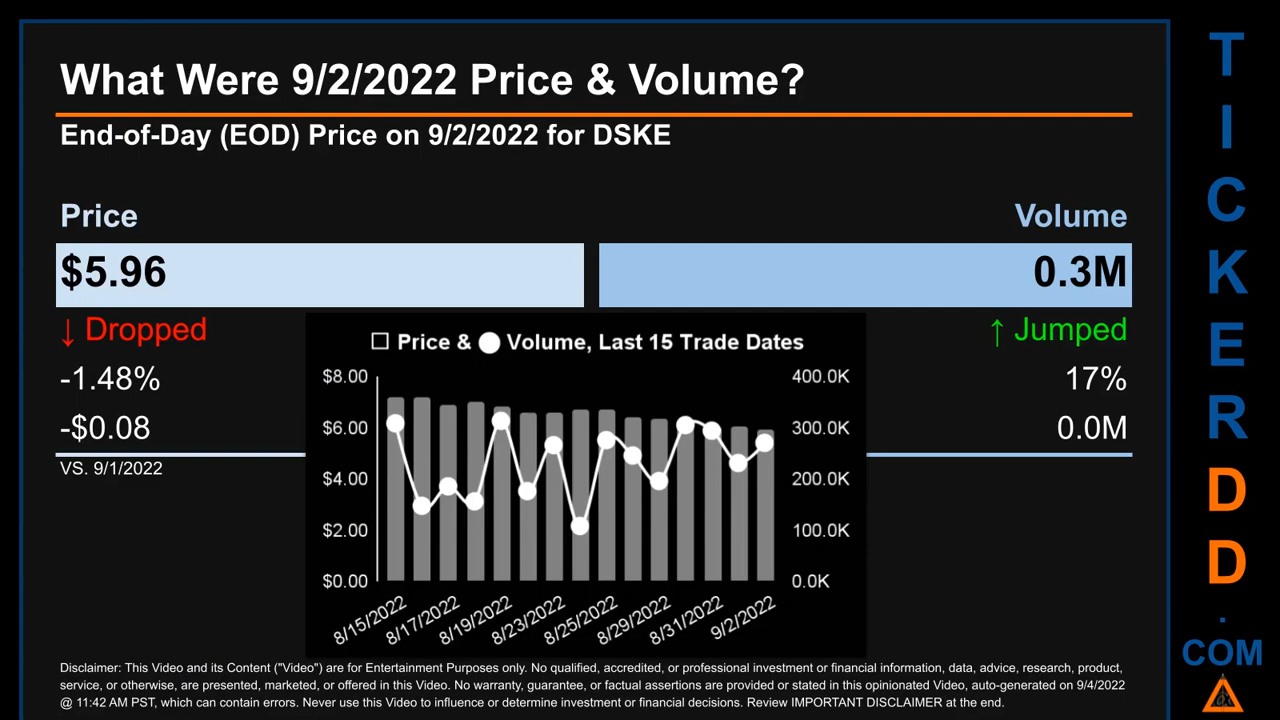 What Were 9/2/2022 Price & Volume?
End-of-Day (EOD) Price on 9/2/2022 for DSKE
Price
Volume
$5.96
0.3M
↓ Dropped
↑ Jumped
-1.48%
17%
-$0.08
0.0M
VS. 9/1/2022
Price & Volume, Last 15 Trade Dates
$8.00
400.0K
$6.00
300.0K
$4.00
200.0K
$2.00
100.0K
$0.00
0.0K
8/15/2022
8/17/2022
8/19/2022
8/23/2022
8/25/2022
8/29/2022
8/31/2022
9/2/2022
Disclaimer: This Video and its Content ("Video") are for Entertainment Purposes only. No qualified, accredited, or professional investment or financial information, data, advice, research, product,
service, or otherwise, are presented, marketed, or offered in this Video. No warranty, guarantee, or factual assertions are provided or stated in this opinionated Video, auto-generated on 9/4/2022
@ 11:42 AM PST, which can contain errors. Never use this Video to influence or determine investment or financial decisions. Review IMPORTANT DISCLAIMER at the end.
TICKERDD
.
COM